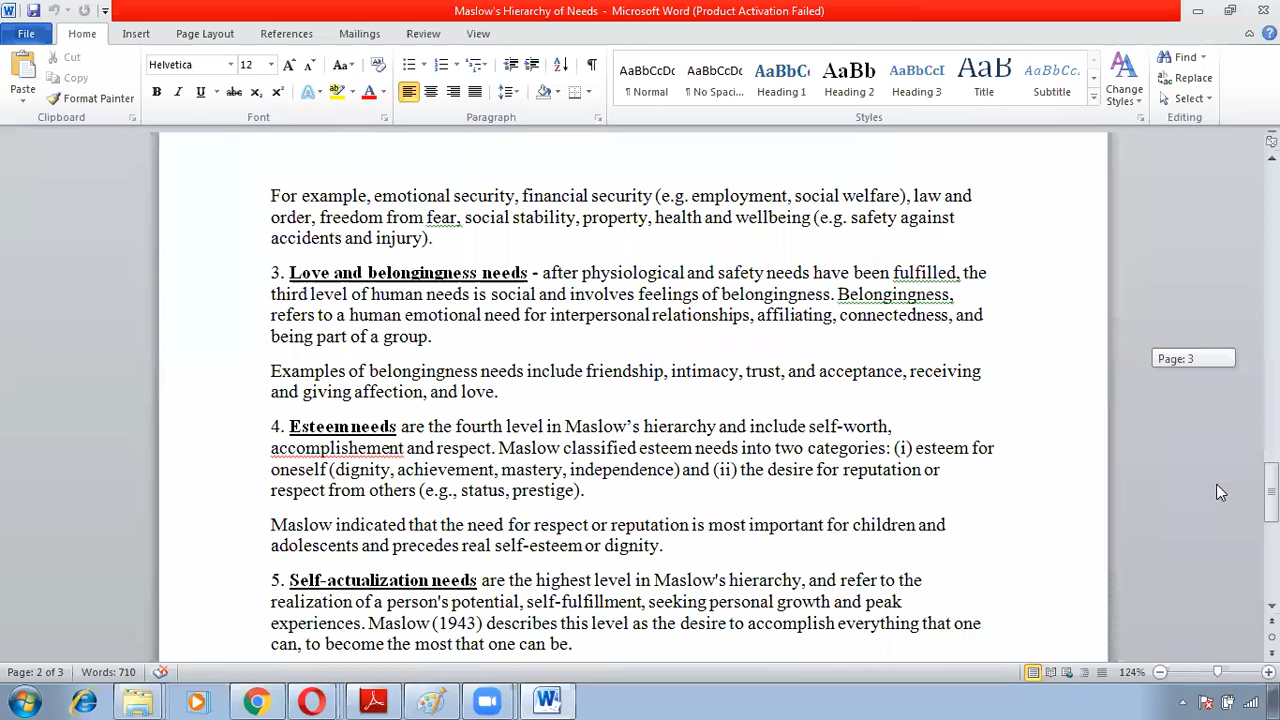 Maslow's Hierarchy of Needs - Microsoft Word (Product Activation Failed)
File Home Insert Page Layout References Mailings Review View
Cut
Copy
Paste
Format Painter
Clipboard
Helvetica 12
Font
Paragraph
AaBbCcDc AaBbCcDc AaBbC AaBb AaBbCcI AaB AaBbCc.
¶ Normal ¶ No Spaci... Heading 1 Heading 2 Heading 3 Title Subtitle
Change Styles
Styles
Find
Replace
Select
Editing
For example, emotional security, financial security (e.g. employment, social welfare), law and
order, freedom from fear, social stability, property, health and wellbeing (e.g. safety against
accidents and injury).
3. Love and belongingness needs - after physiological and safety needs have been fulfilled, the
third level of human needs is social and involves feelings of belongingness. Belongingness,
refers to a human emotional need for interpersonal relationships, affiliating, connectedness, and
being part of a group.
Page: 3
Examples of belongingness needs include friendship, intimacy, trust, and acceptance, receiving
and giving affection, and love.
4. Esteem needs are the fourth level in Maslow’s hierarchy and include self-worth,
accomplishement and respect. Maslow classified esteem needs into two categories: (i) esteem for
oneself (dignity, achievement, mastery, independence) and (ii) the desire for reputation or
respect from others (e.g., status, prestige).
Maslow indicated that the need for respect or reputation is most important for children and
adolescents and precedes real self-esteem or dignity.
5. Self-actualization needs are the highest level in Maslow's hierarchy, and refer to the
realization of a person's potential, self-fulfillment, seeking personal growth and peak
experiences. Maslow (1943) describes this level as the desire to accomplish everything that one
can, to become the most that one can be.
Page: 2 of 3 Words: 710 124%